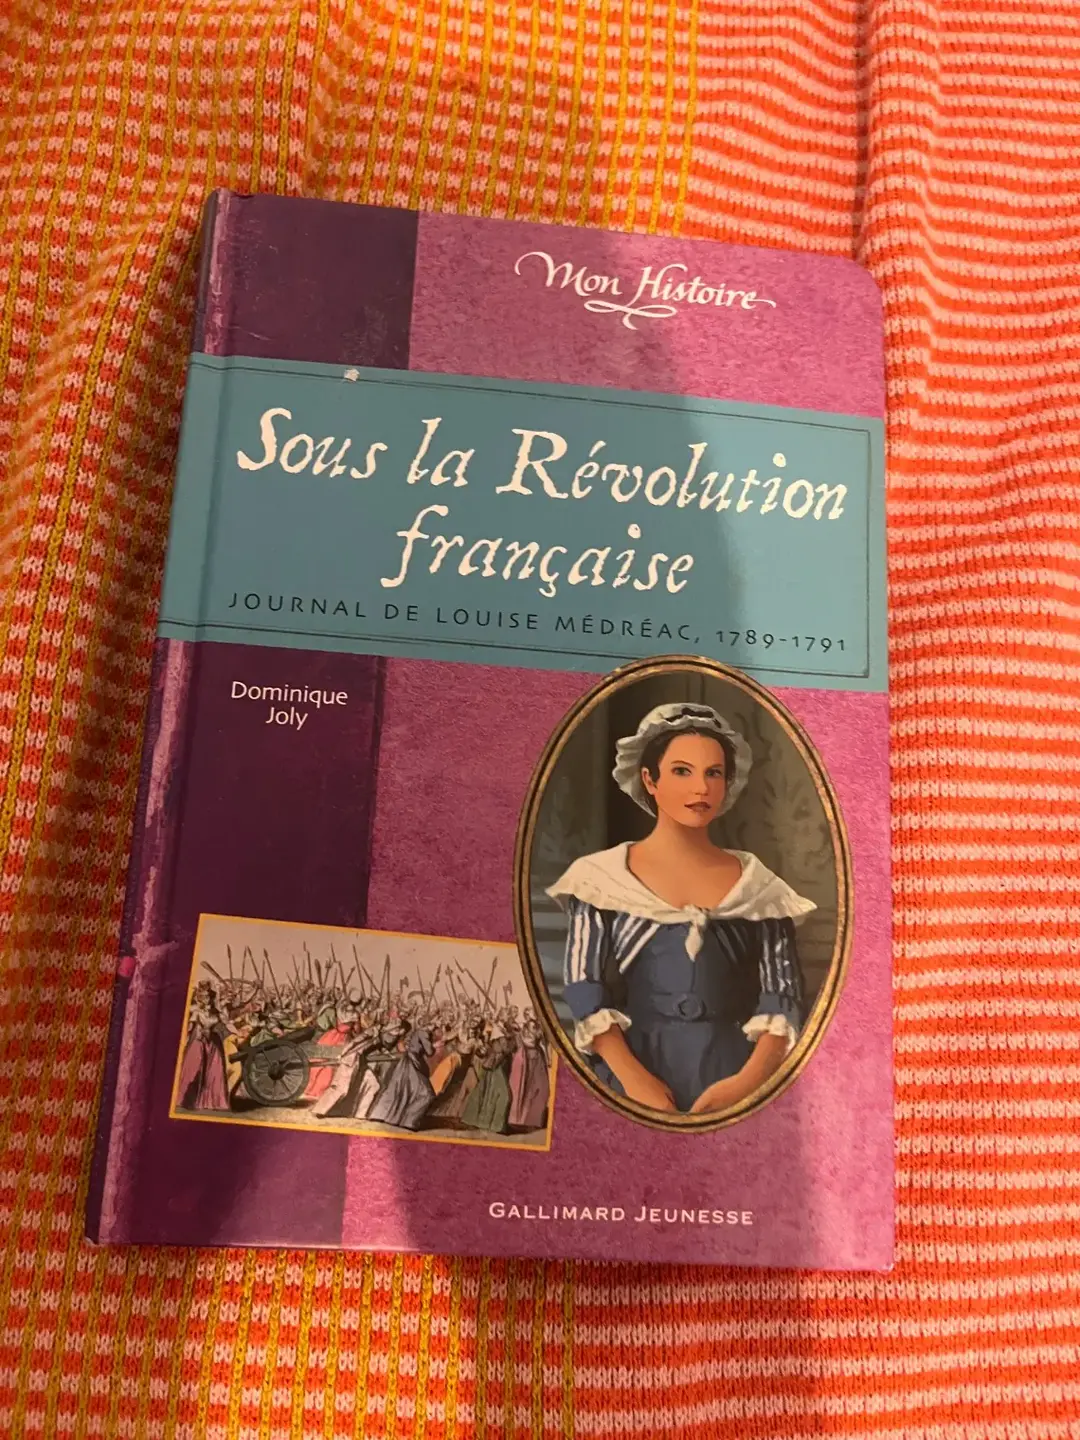 Mon Histoire
Sous la Révolution
française
JOURNAL DE LOUISE MÉDRÉAC, 1789-1791
Dominique
Joly
GALLIMARD JEUNESSE